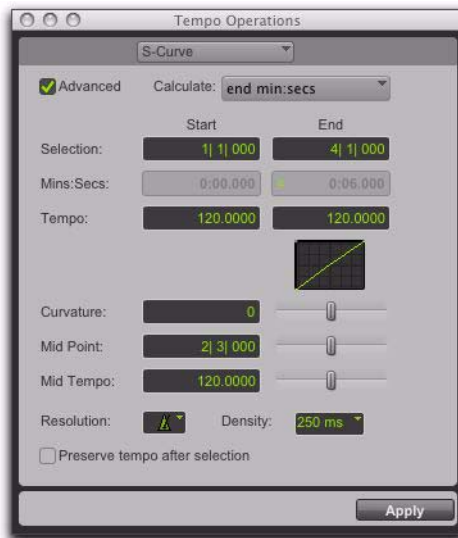 Tempo Operations
S-Curve
Advanced Calculate: end min:secs
Start End
Selection: 1| 1| 000 4| 1| 000
Mins:Secs: 0:00.000 0:06.000
Tempo: 120.0000 120.0000
Curvature: 0
Mid Point: 2| 3| 000
Mid Tempo: 120.0000
Resolution: Density: 250 ms
Preserve tempo after selection
Apply